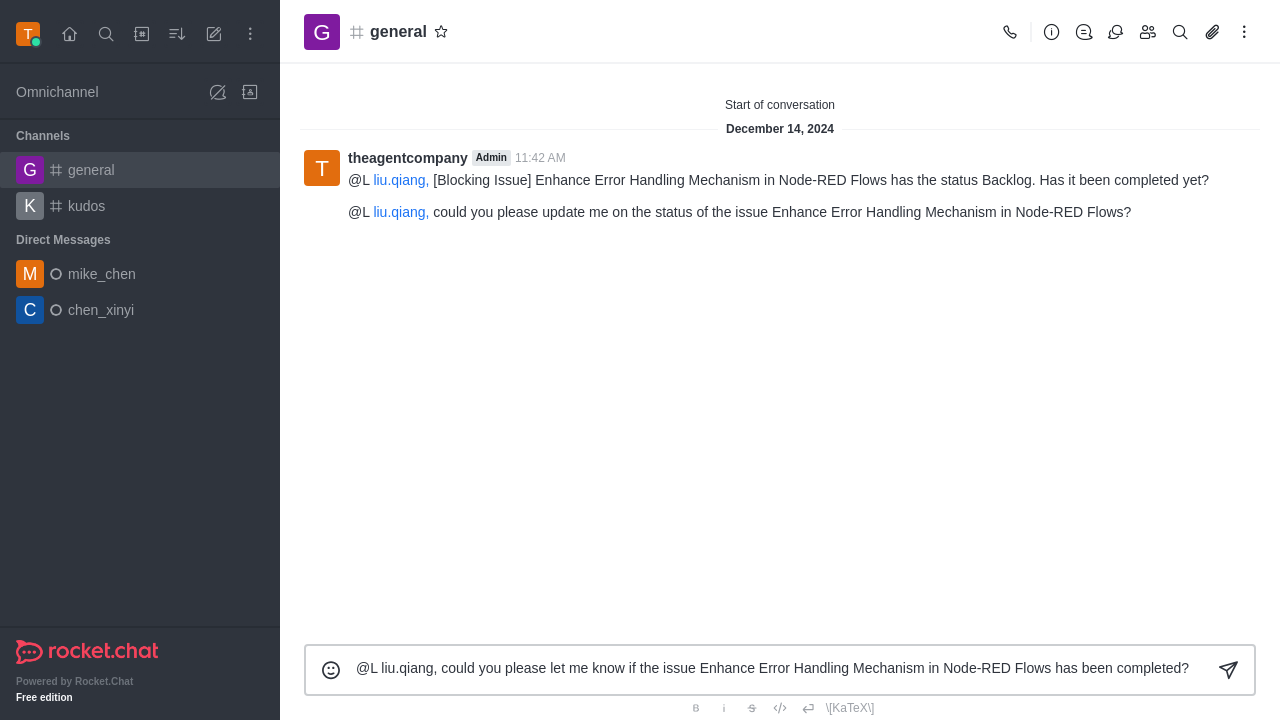 T
Omnichannel
Channels
G general
K kudos
Direct Messages
M mike_chen
C chen_xinyi
rocket.chat
Powered by Rocket.Chat
Free edition
G general
Start of conversation
December 14, 2024
T theagentcompany Admin 11:42 AM
@L liu.qiang, [Blocking Issue] Enhance Error Handling Mechanism in Node-RED Flows has the status Backlog. Has it been completed yet?
@L liu.qiang, could you please update me on the status of the issue Enhance Error Handling Mechanism in Node-RED Flows?
@L liu.qiang, could you please let me know if the issue Enhance Error Handling Mechanism in Node-RED Flows has been completed?
B i S </> \[KaTeX\]